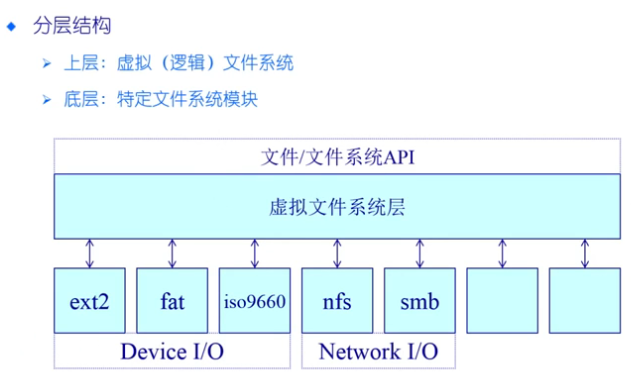 分层结构
上层：虚拟（逻辑）文件系统
底层：特定文件系统模块
文件/文件系统API
虚拟文件系统层
ext2 fat iso9660 nfs smb
Device I/O Network I/O